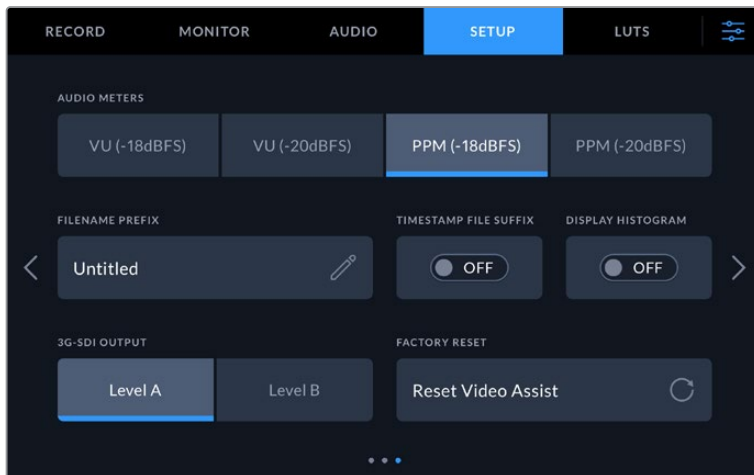 RECORD MONITOR AUDIO SETUP LUTS
AUDIO METERS
VU (-18dBFS) VU (-20dBFS) PPM (-18dBFS) PPM (-20dBFS)
FILENAME PREFIX TIMESTAMP FILE SUFFIX DISPLAY HISTOGRAM
Untitled OFF OFF
3G-SDI OUTPUT FACTORY RESET
Level A Level B Reset Video Assist